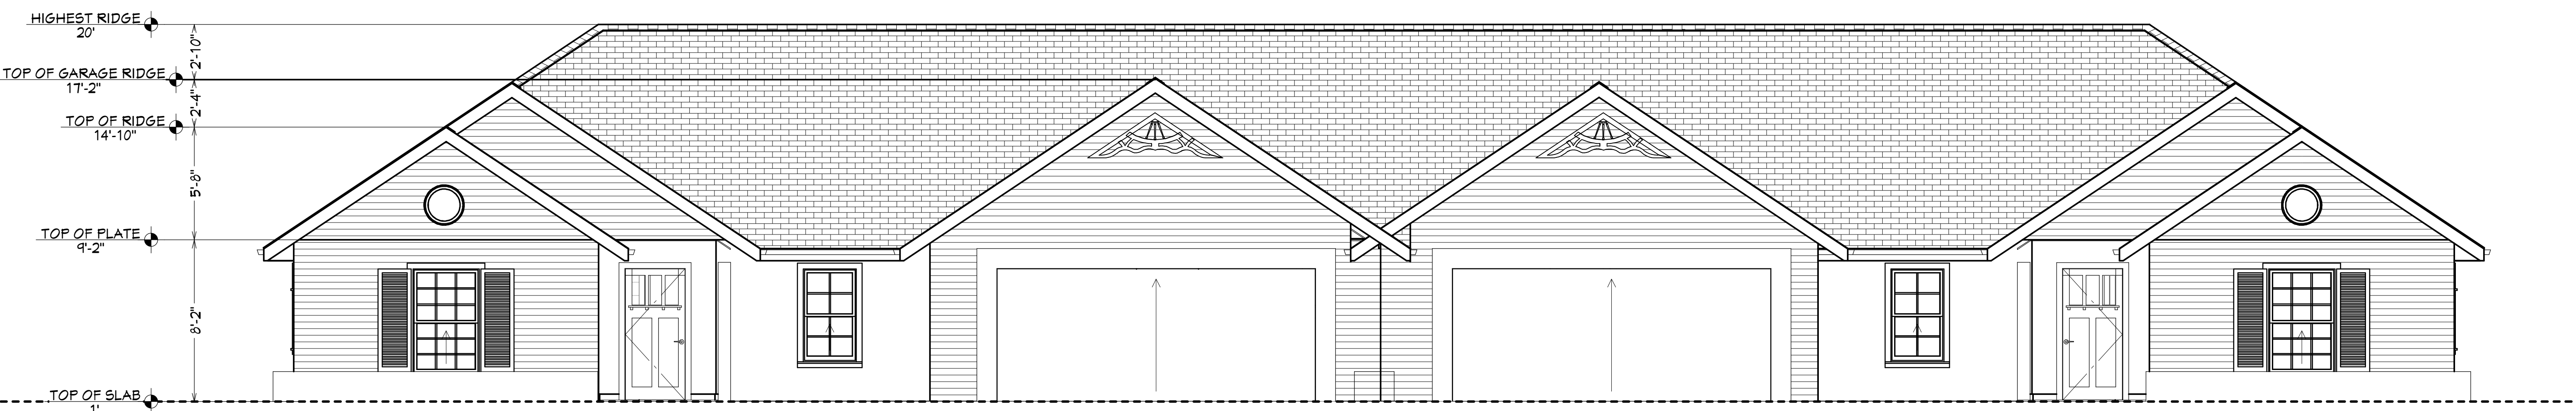 HIGHEST RIDGE
20'
2'-10"
TOP OF GARAGE RIDGE
17'-2"
2'-4"
TOP OF RIDGE
14'-10"
5'-8"
TOP OF PLATE
9'-2"
8'-2"
TOP OF SLAB
1'